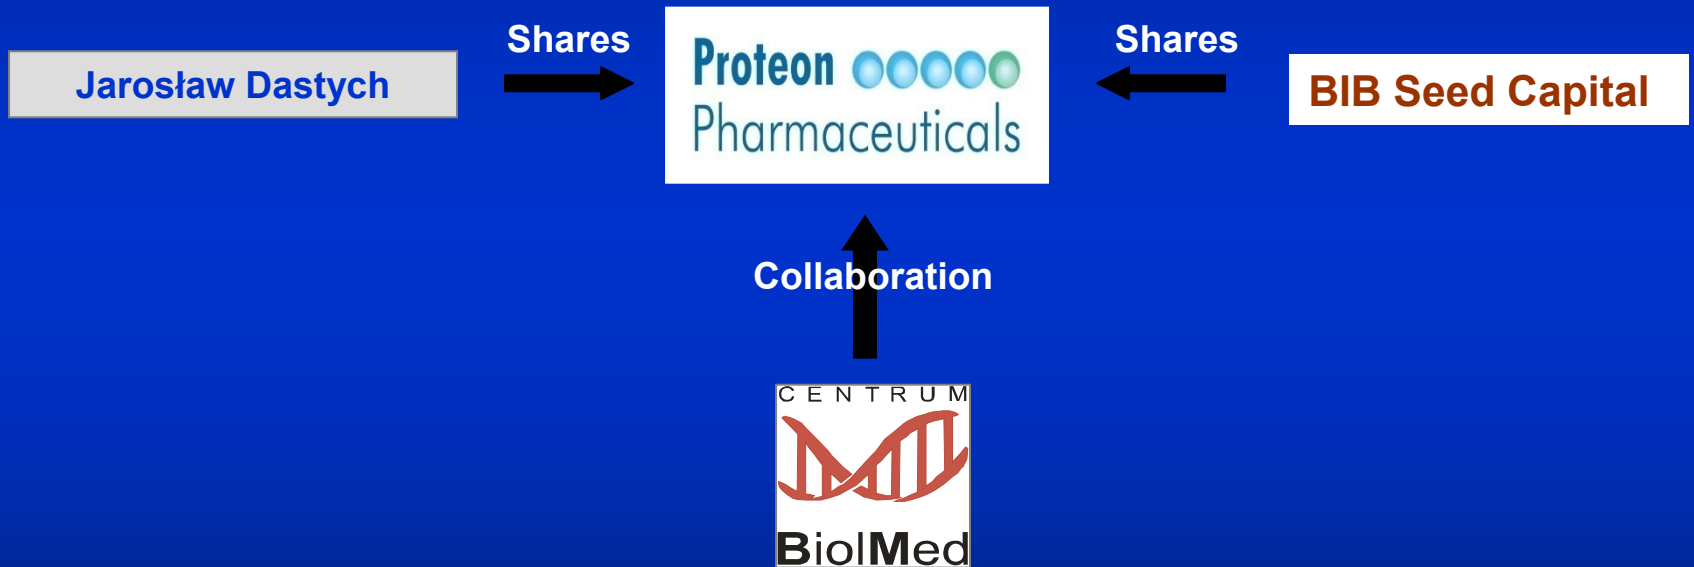 Shares
Shares
Jarosław Dastych
Proteon
Pharmaceuticals
BIB Seed Capital
Collaboration
CENTRUM
BiolMed